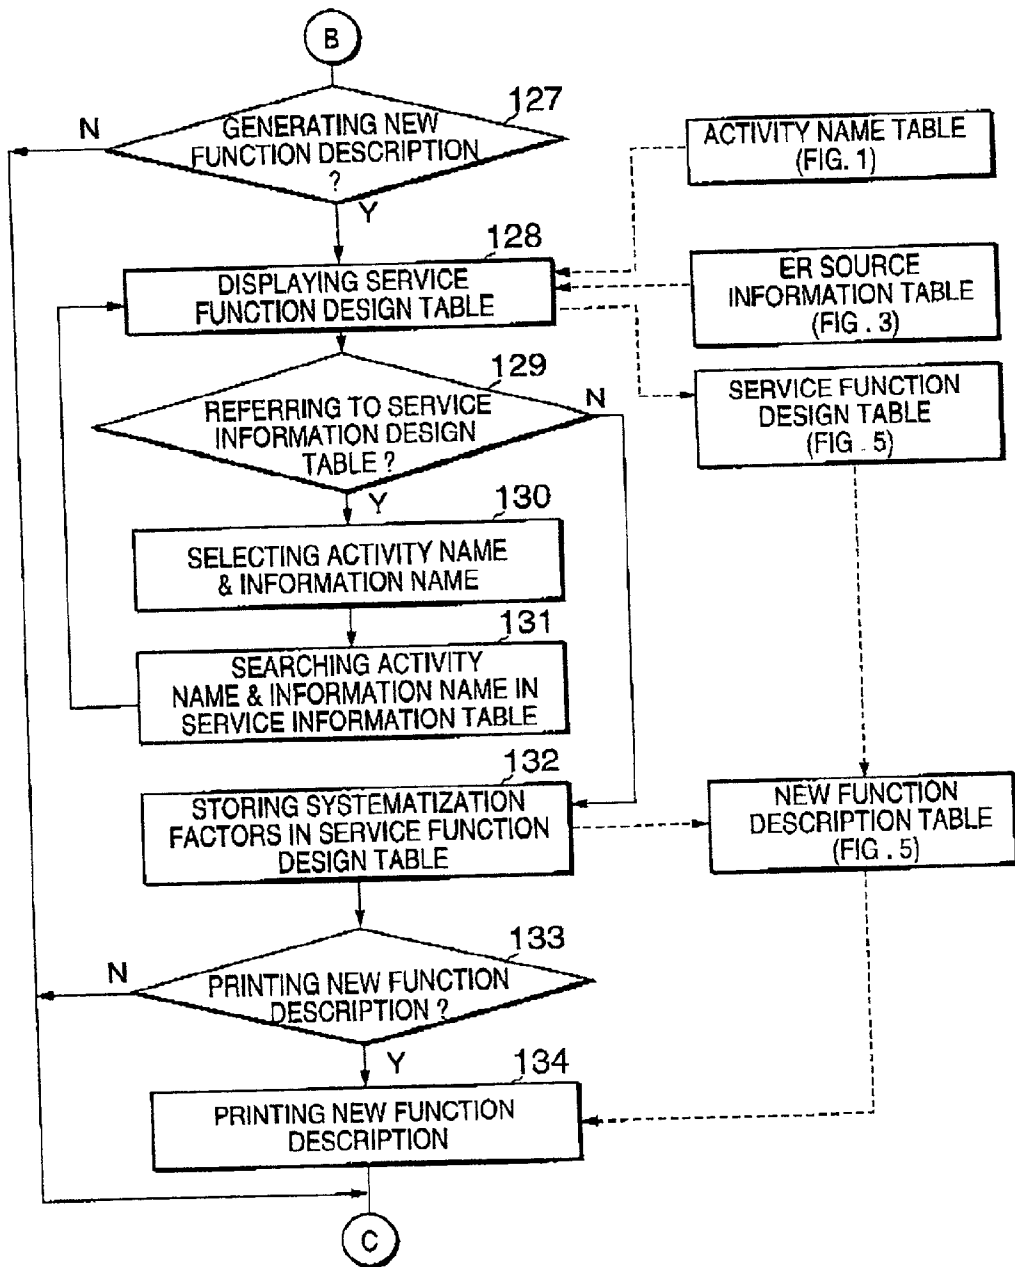 B
127
N
GENERATING NEW
FUNCTION DESCRIPTION
?
Y
ACTIVITY NAME TABLE
(FIG. 1)
128
DISPLAYING SERVICE
FUNCTION DESIGN TABLE
ER SOURCE
INFORMATION TABLE
(FIG . 3)
129
N
REFERRING TO SERVICE
INFORMATION DESIGN
TABLE ?
Y
SERVICE FUNCTION
DESIGN TABLE
(FIG . 5)
130
SELECTING ACTIVITY NAME
& INFORMATION NAME
131
SEARCHING ACTIVITY
NAME & INFORMATION NAME IN
SERVICE INFORMATION TABLE
132
STORING SYSTEMATIZATION
FACTORS IN SERVICE FUNCTION
DESIGN TABLE
NEW FUNCTION
DESCRIPTION TABLE
(FIG . 5)
133
N
PRINTING NEW FUNCTION
DESCRIPTION ?
Y
134
PRINTING NEW FUNCTION
DESCRIPTION
C